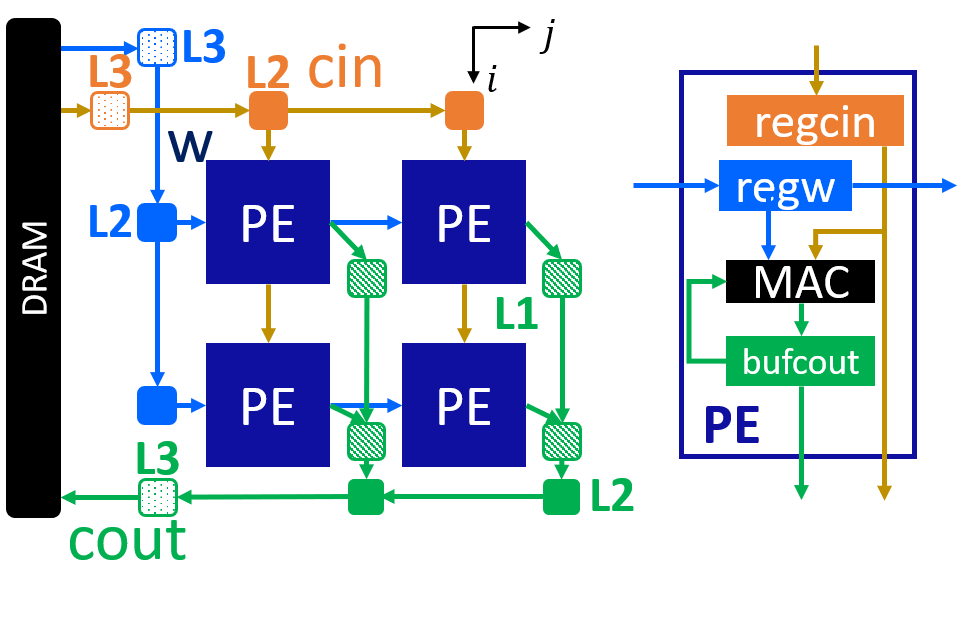 L3
L3
L2 cin
j
i
w
DRAM
L2
PE
PE
L1
PE
PE
L3
L2
cout
regcin
regw
MAC
bufcout
PE